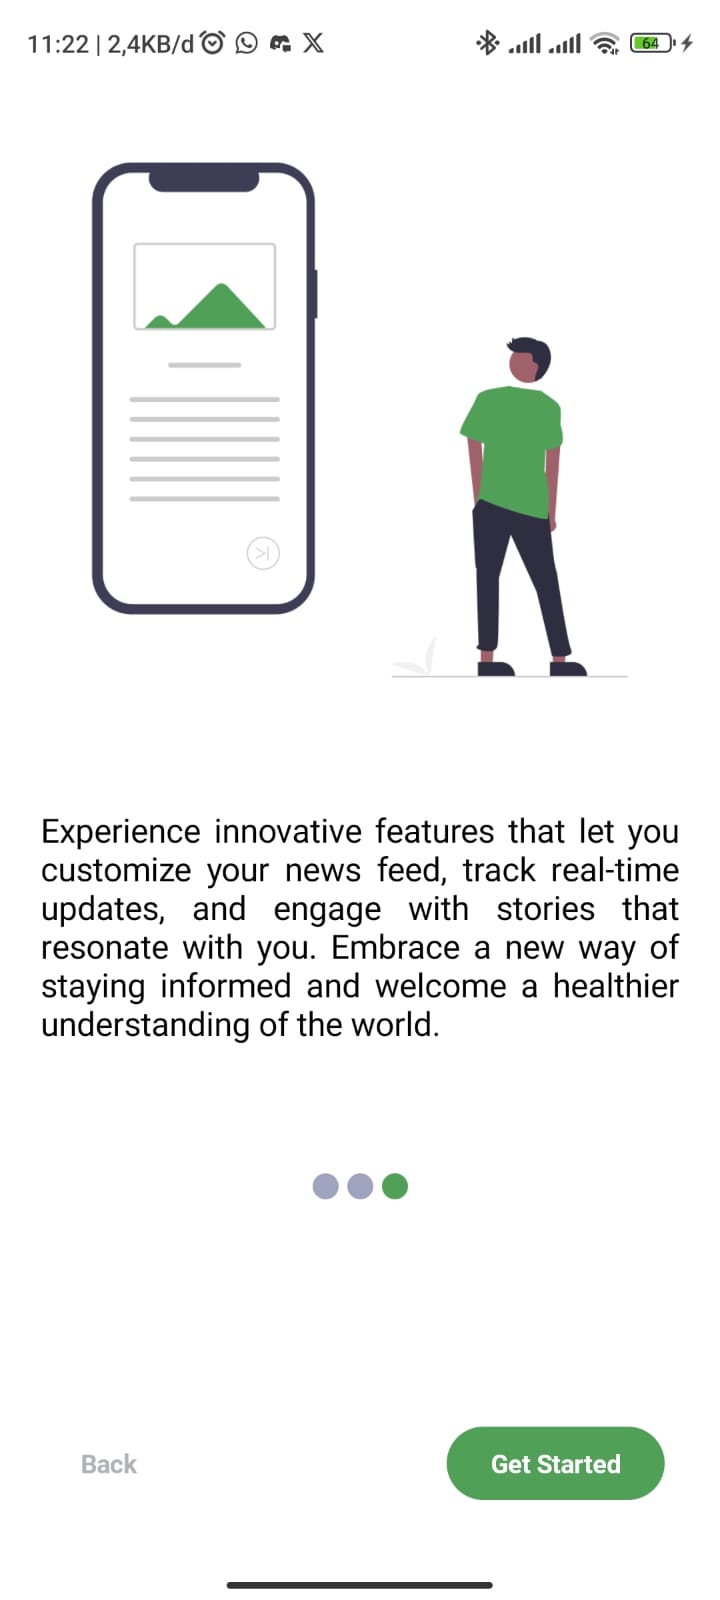 11:22 | 2,4KB/d
64
Experience innovative features that let you
customize your news feed, track real-time
updates, and engage with stories that
resonate with you. Embrace a new way of
staying informed and welcome a healthier
understanding of the world.
Back
Get Started